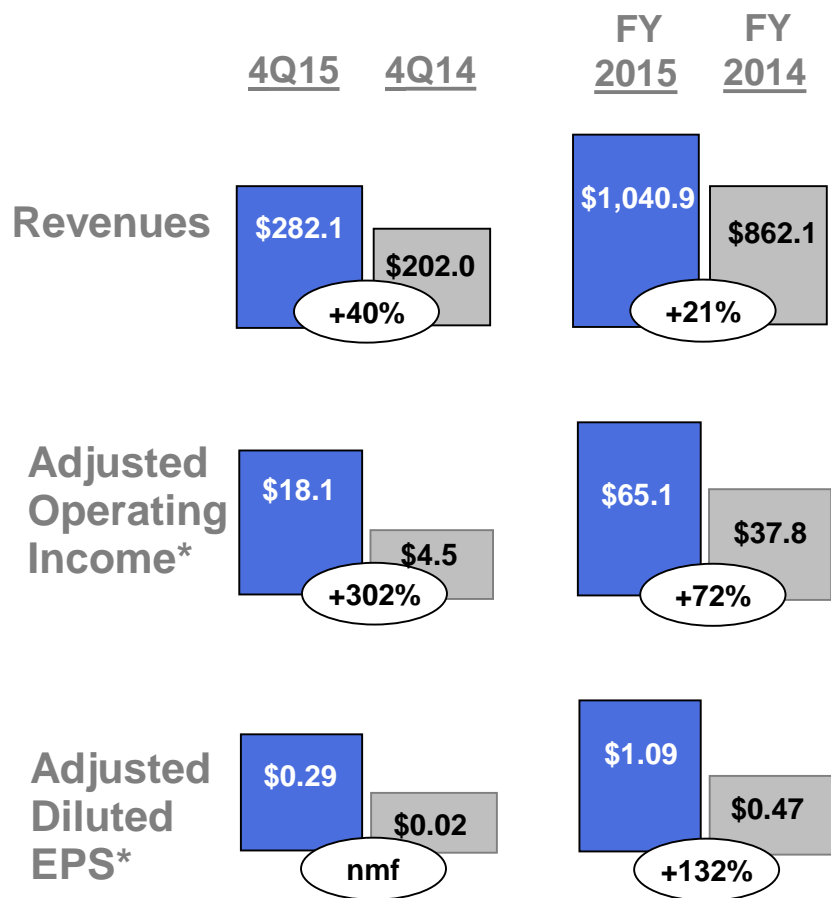 4Q15 4Q14 FY 2015 FY 2014
Revenues
$282.1 $202.0 $1,040.9 $862.1
+40% +21%
Adjusted
Operating
Income*
$18.1 $4.5 $65.1 $37.8
+302% +72%
Adjusted
Diluted
EPS*
$0.29 $0.02 $1.09 $0.47
nmf +132%